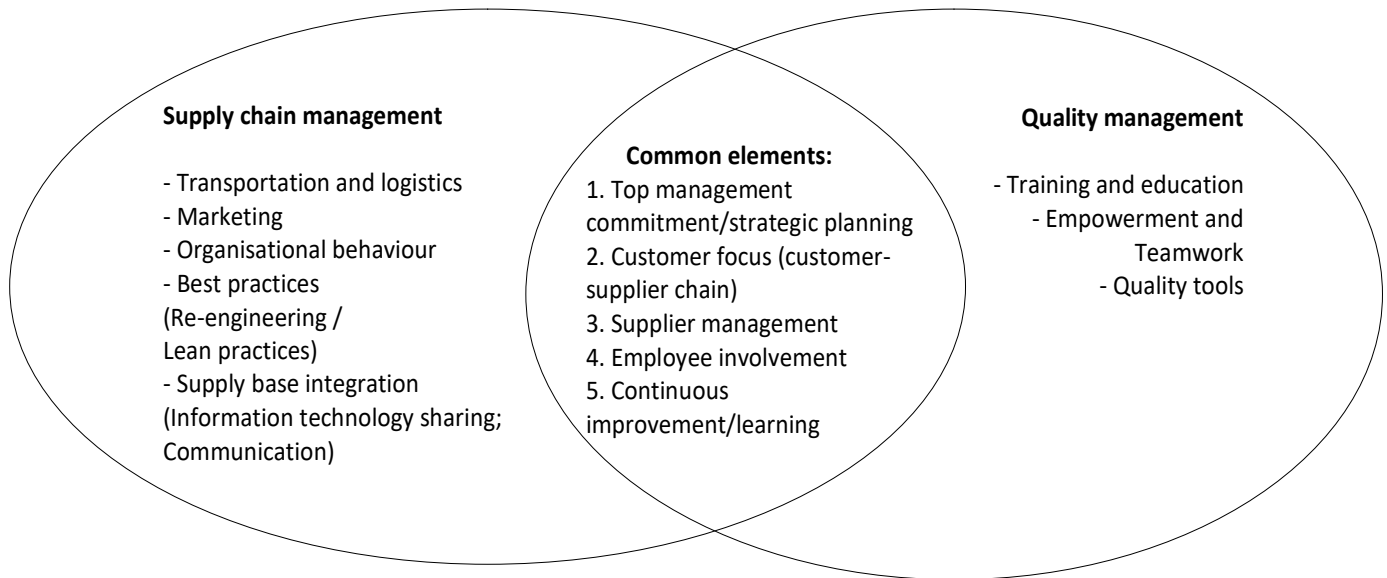 Supply chain management
- Transportation and logistics
- Marketing
- Organisational behaviour
- Best practices
(Re-engineering /
Lean practices)
- Supply base integration
(Information technology sharing;
Communication)
Common elements:
1. Top management
commitment/strategic planning
2. Customer focus (customer-
supplier chain)
3. Supplier management
4. Employee involvement
5. Continuous
improvement/learning
Quality management
- Training and education
- Empowerment and
Teamwork
- Quality tools